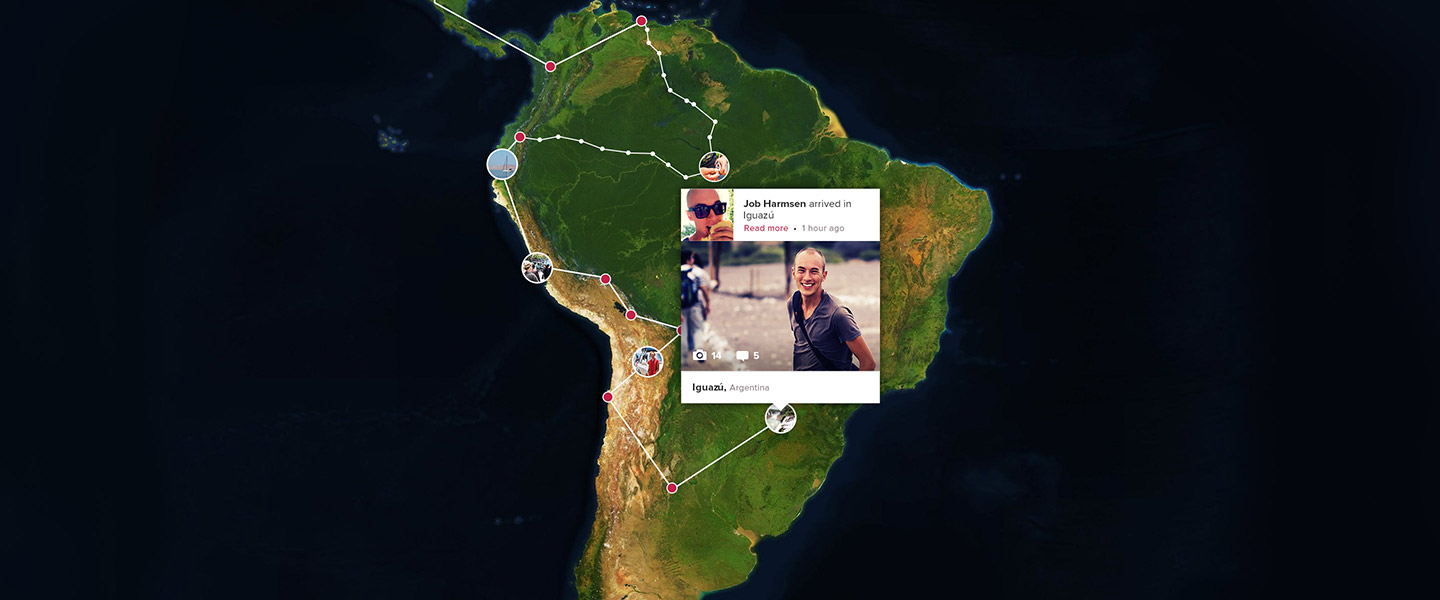 Job Harmsen arrived in
Iguazú
Read more • 1 hour ago
14 5
Iguazú, Argentina